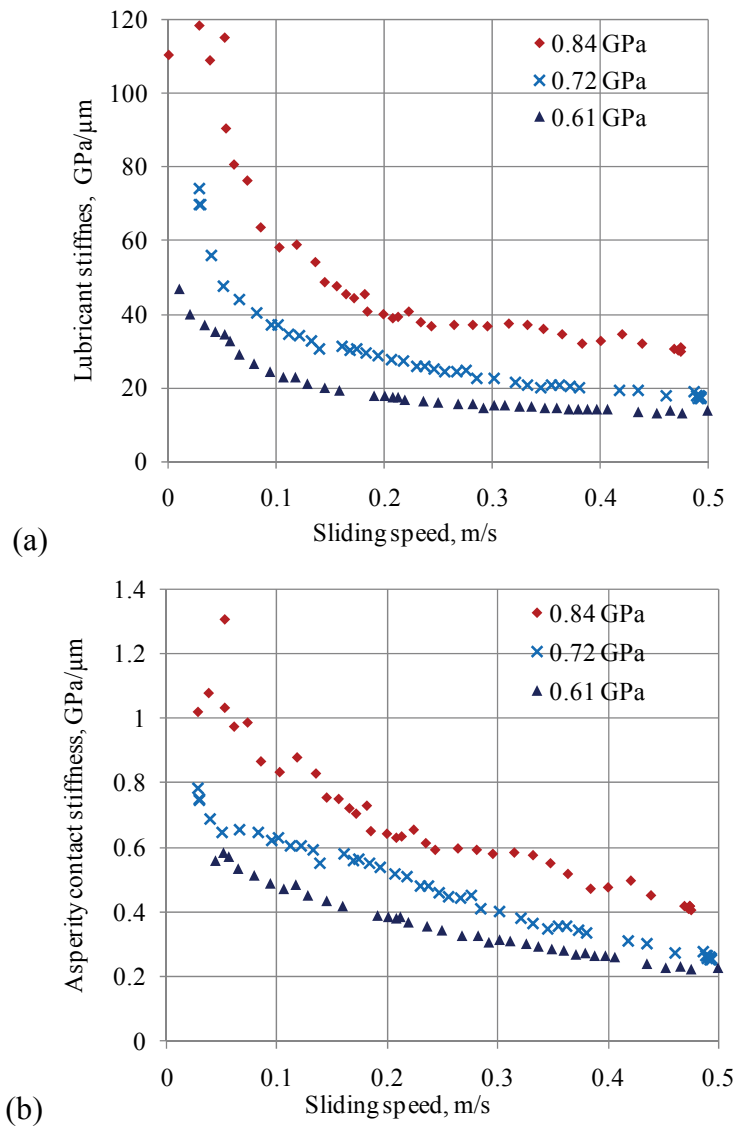 120
100
80
60
40
20
0
0 0.1 0.2 0.3 0.4 0.5
Lubricant stiffnes, GPa/µm
Sliding speed, m/s
0.84 GPa
0.72 GPa
0.61 GPa
(a)
1.4
1.2
1
0.8
0.6
0.4
0.2
0
0 0.1 0.2 0.3 0.4 0.5
Asperity contact stiffness, GPa/µm
Sliding speed, m/s
0.84 GPa
0.72 GPa
0.61 GPa
(b)